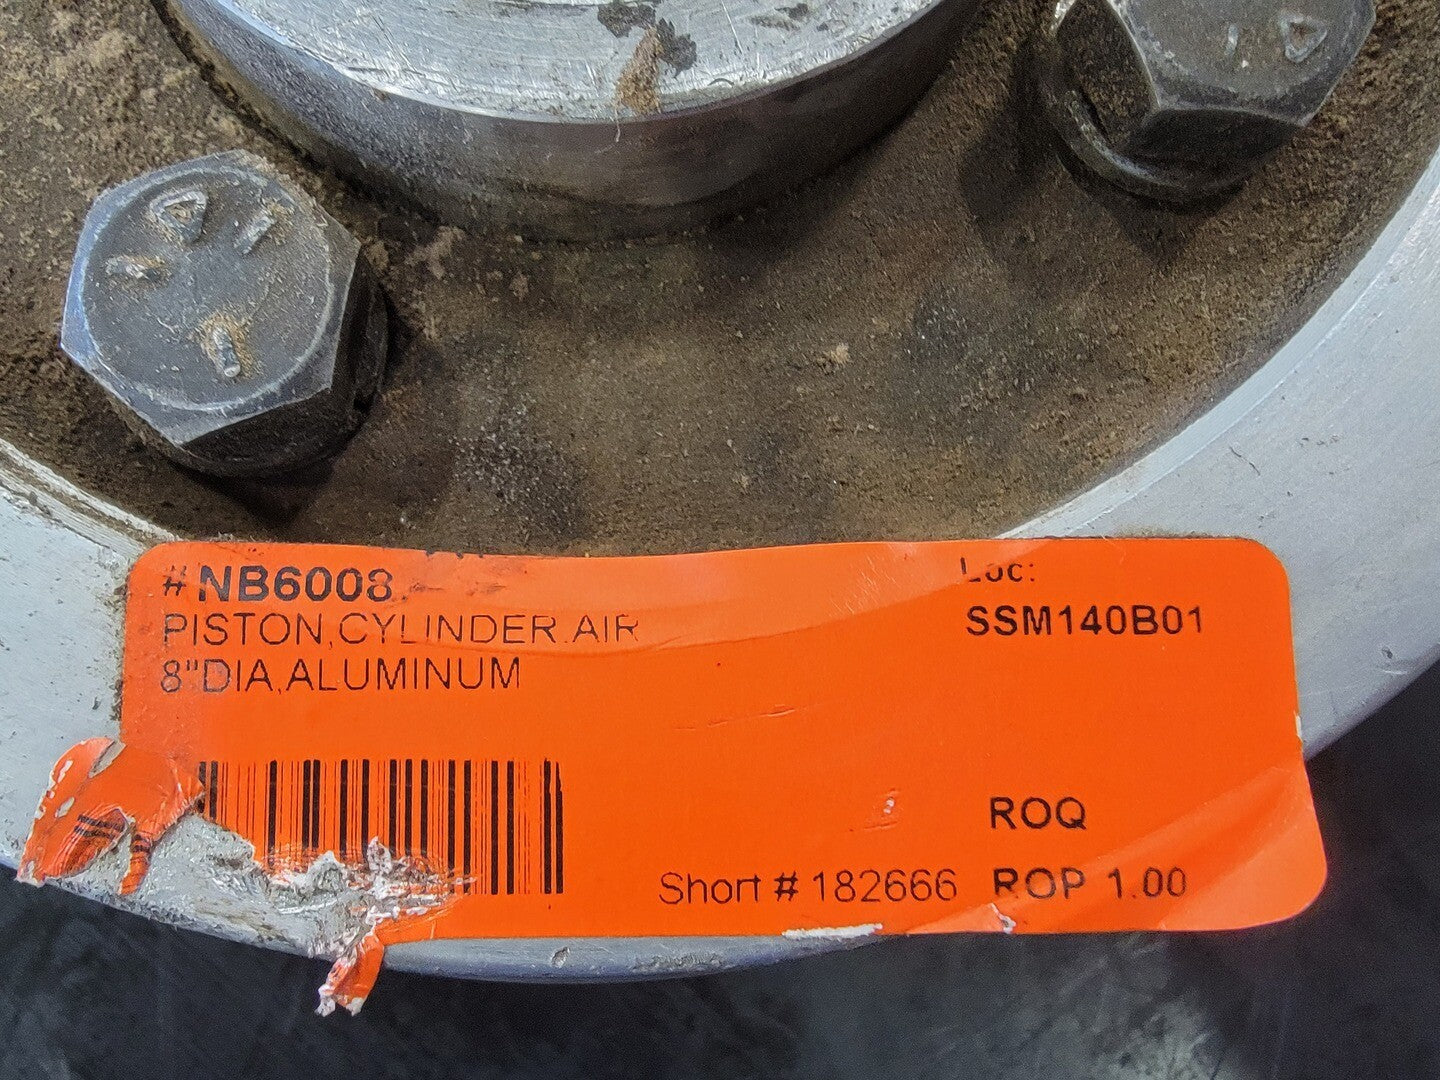 # NB6008
PISTON,CYLINDER,AIR
8"DIA,ALUMINUM
Loc:
SSM140B01
ROQ
Short # 182666
ROP 1.00